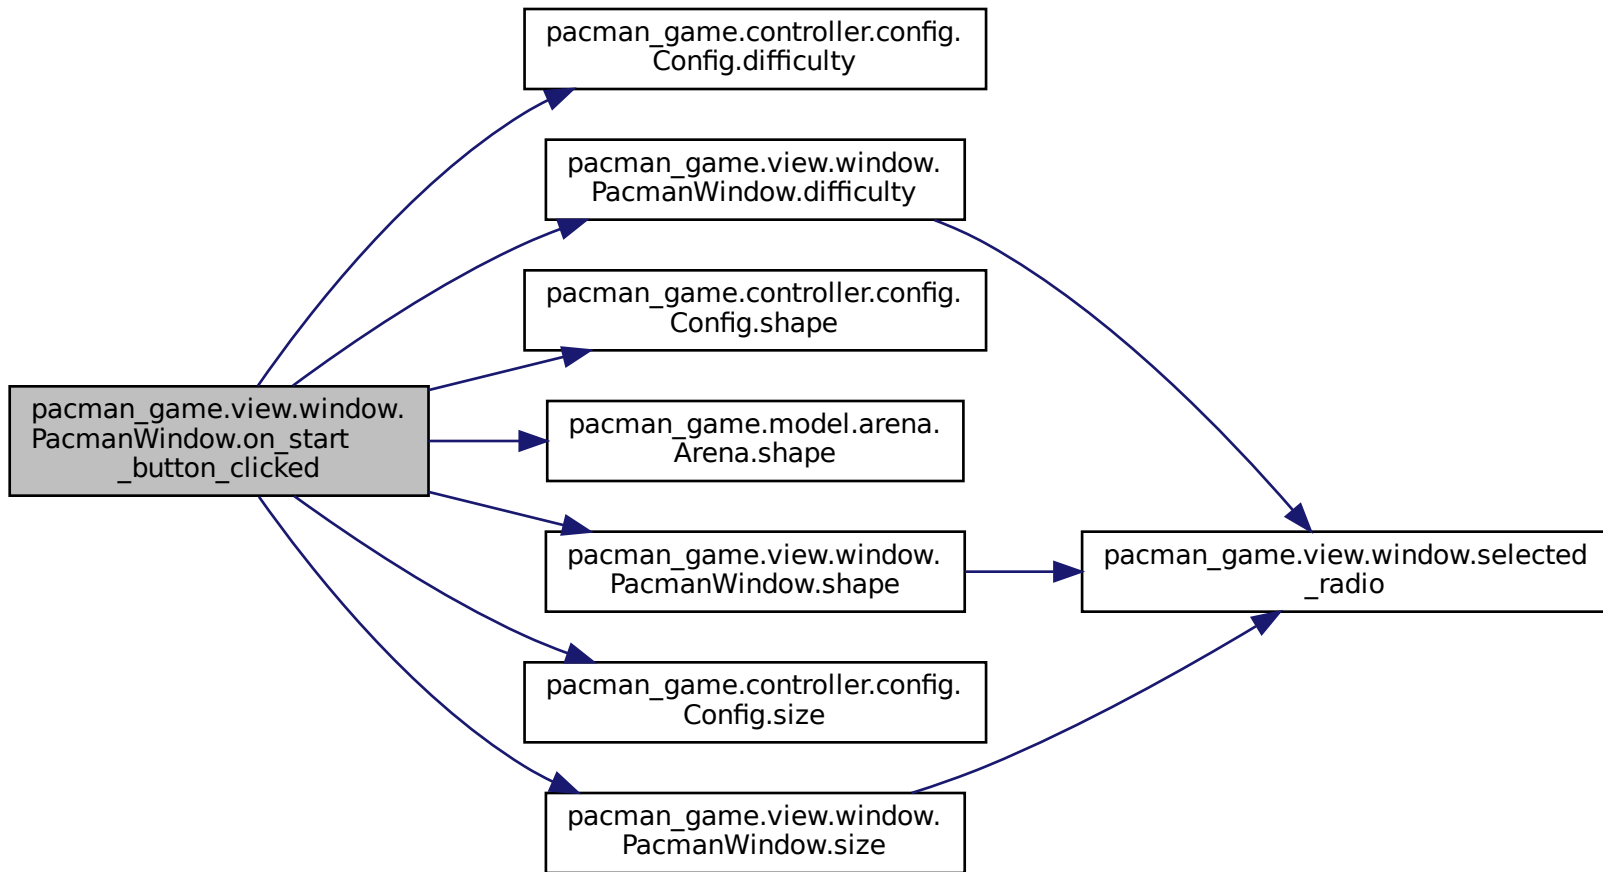 pacman_game.view.window.
PacmanWindow.on_start
_button_clicked
pacman_game.controller.config.
Config.difficulty
pacman_game.view.window.
PacmanWindow.difficulty
pacman_game.controller.config.
Config.shape
pacman_game.model.arena.
Arena.shape
pacman_game.view.window.
PacmanWindow.shape
pacman_game.controller.config.
Config.size
pacman_game.view.window.
PacmanWindow.size
pacman_game.view.window.selected
_radio